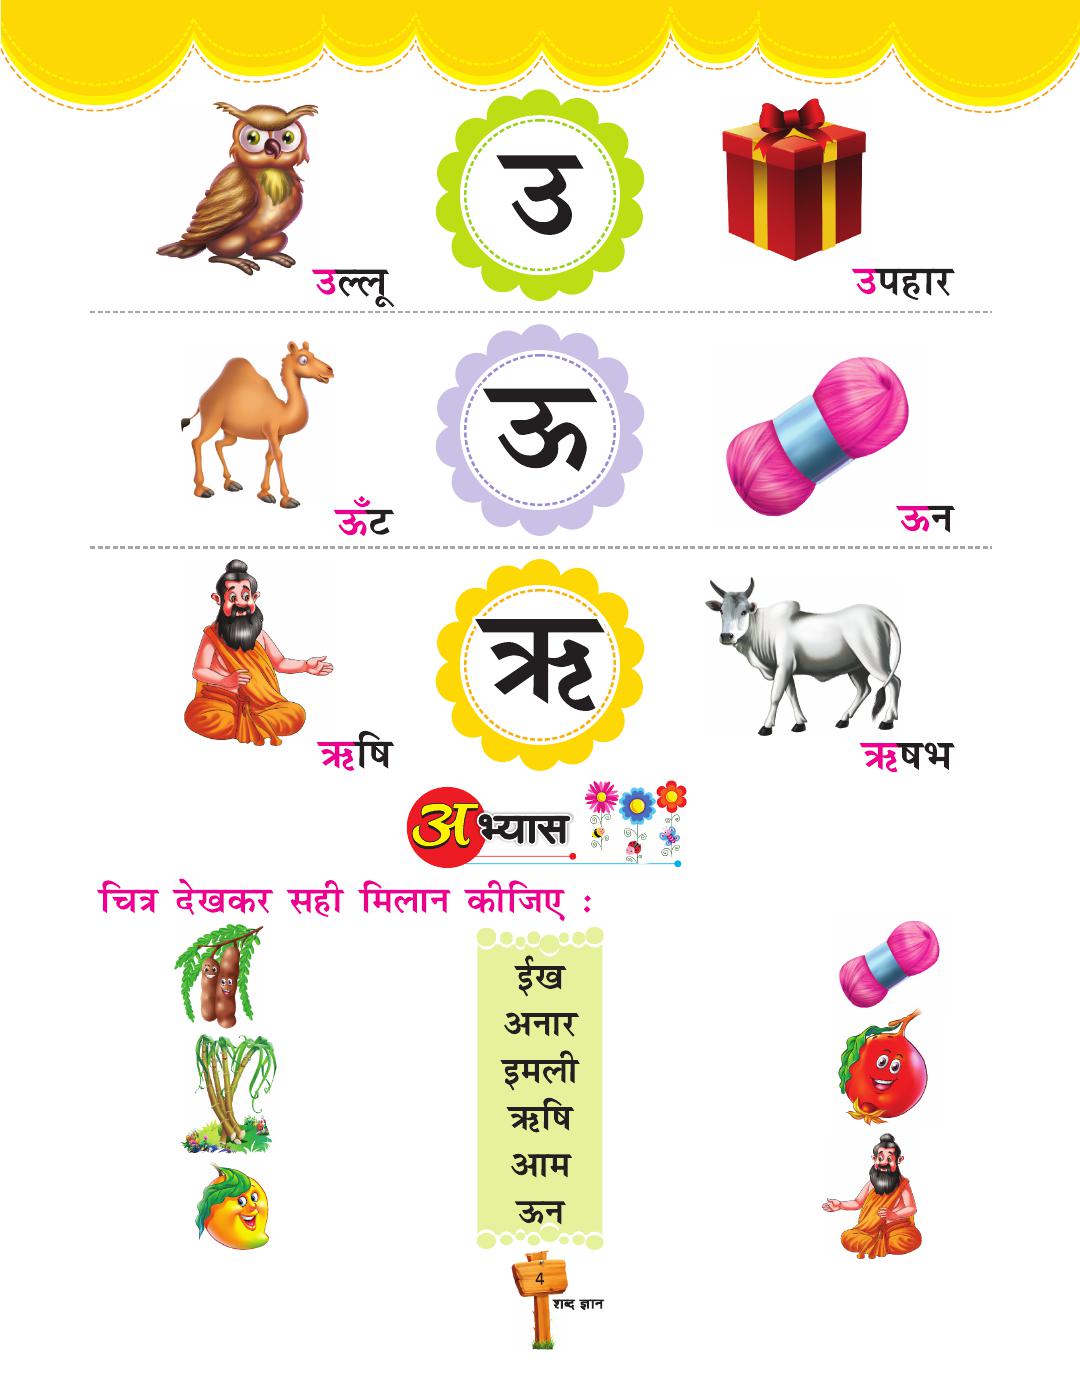 उ
उल्लू
उपहार
ऊ
ऊँट
ऊन
ऋ
ऋषि
ऋषभ
अभ्यास
चित्र देखकर सही मिलान कीजिए :
ईख
अनार
इमली
ऋषि
आम
ऊन
4
शब्द ज्ञान